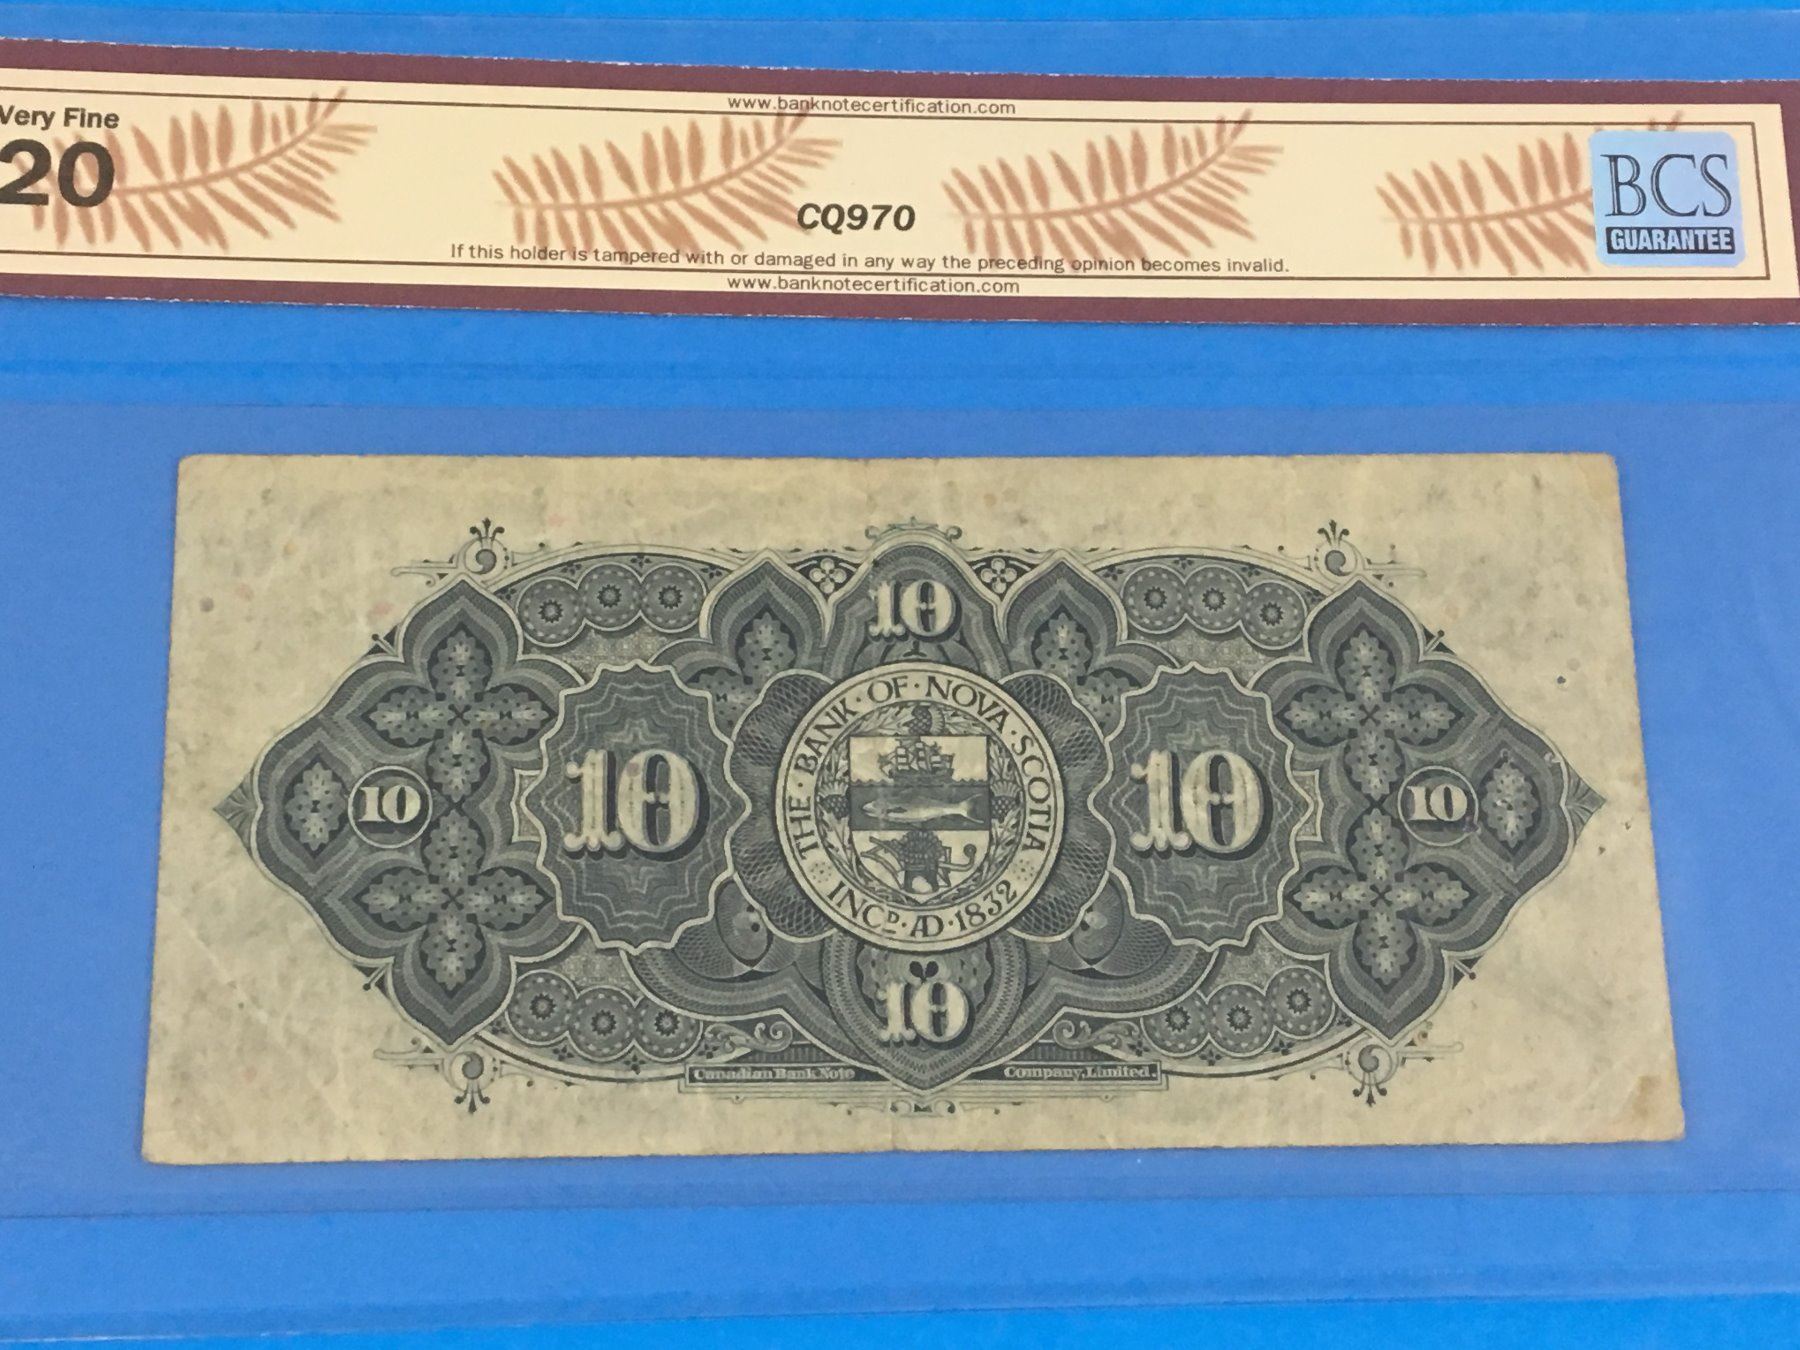 www.banknotecertification.com
Very Fine
20
CQ970
BCS
GUARANTEE
If this holder is tampered with or damaged in any way the preceding opinion becomes invalid.
www.banknotecertification.com
10
THE · BANK · OF · NOVA · SCOTIA
10 10 10 10
INCD. · AD · 1832
10
Canadian Bank Note Company, Limited.